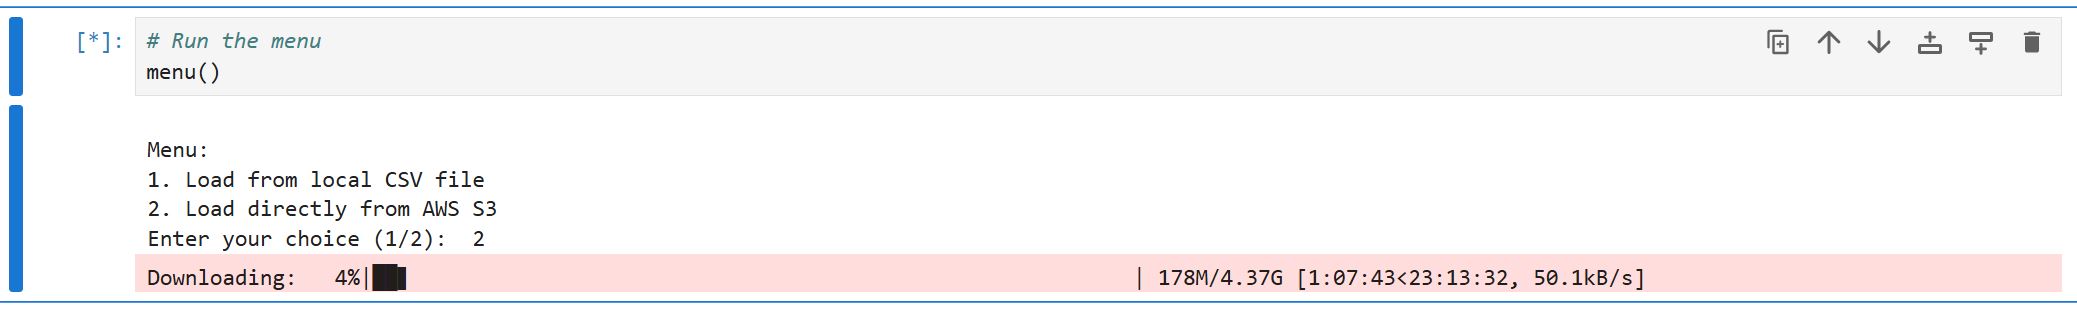 [*]:
# Run the menu
menu()
Menu:
1. Load from local CSV file
2. Load directly from AWS S3
Enter your choice (1/2):  2
Downloading:   4%|██▊                                                           | 178M/4.37G [1:07:43<23:13:32, 50.1kB/s]